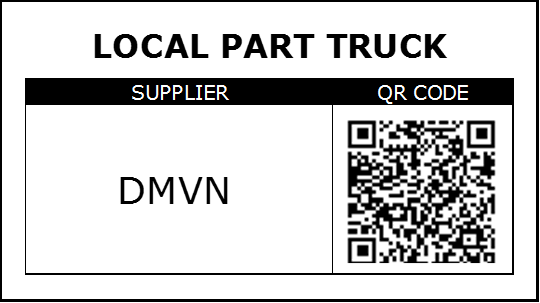 LOCAL PART TRUCK
SUPPLIER QR CODE
DMVN